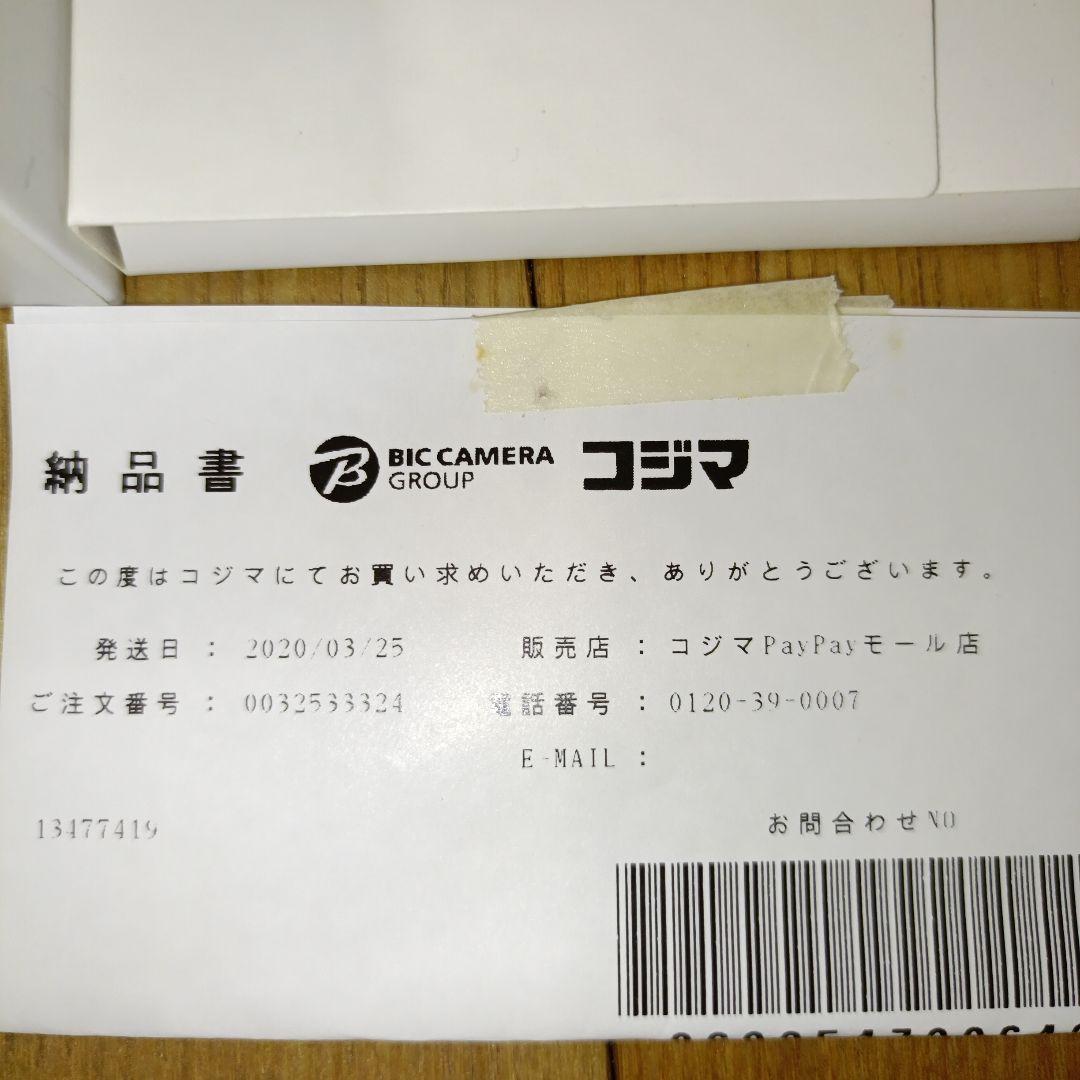 納品書 BIC CAMERA GROUP コジマ
この度はコジマにてお買い求めいただき、ありがとうございます。
発送日 : 2020/03/25 販売店 : コジマPayPayモール店
ご注文番号 : 0032533324 電話番号 : 0120-39-0007
E-MAIL :
13477419 お問合わせNO